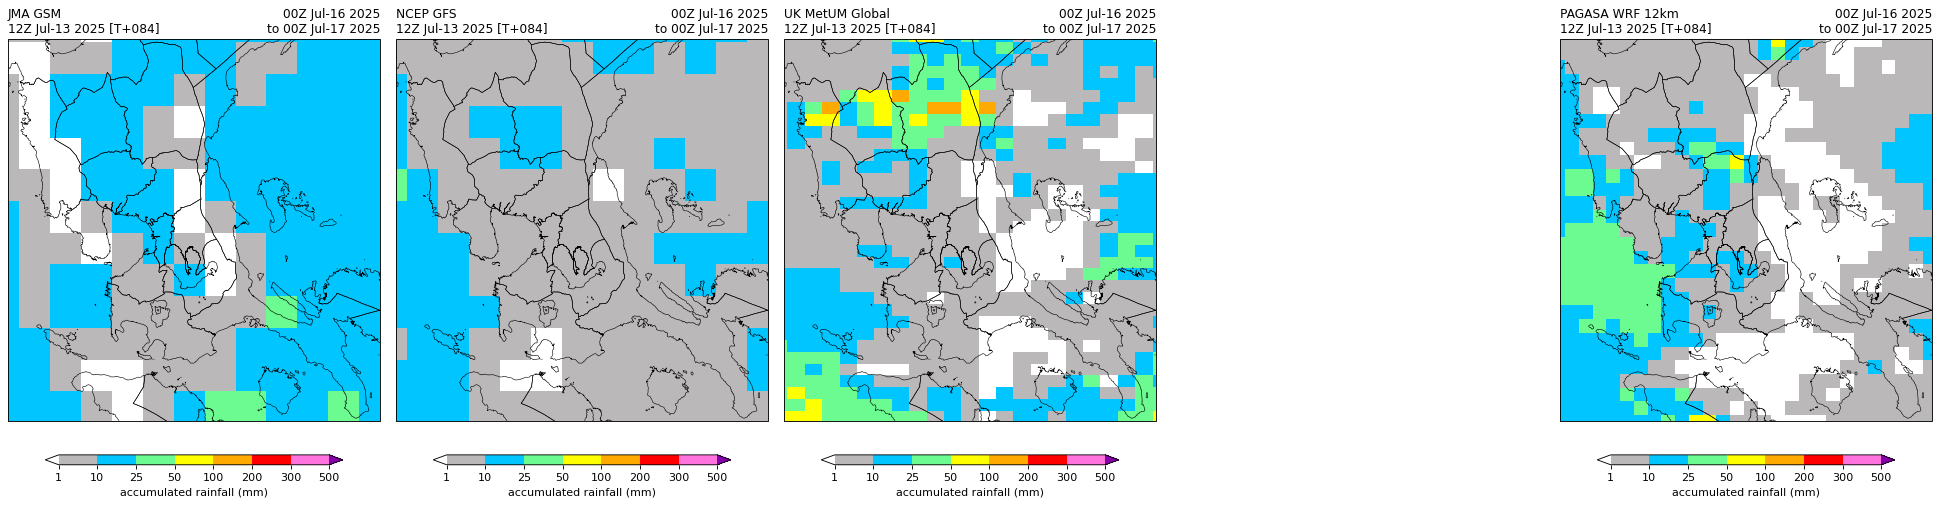 JMA GSM 00Z Jul-16 2025
12Z Jul-13 2025 [T+084] to 00Z Jul-17 2025
NCEP GFS 00Z Jul-16 2025
12Z Jul-13 2025 [T+084] to 00Z Jul-17 2025
UK MetUM Global 00Z Jul-16 2025
12Z Jul-13 2025 [T+084] to 00Z Jul-17 2025
PAGASA WRF 12km 00Z Jul-16 2025
12Z Jul-13 2025 [T+084] to 00Z Jul-17 2025
1 10 25 50 100 200 300 500
accumulated rainfall (mm)
1 10 25 50 100 200 300 500
accumulated rainfall (mm)
1 10 25 50 100 200 300 500
accumulated rainfall (mm)
1 10 25 50 100 200 300 500
accumulated rainfall (mm)